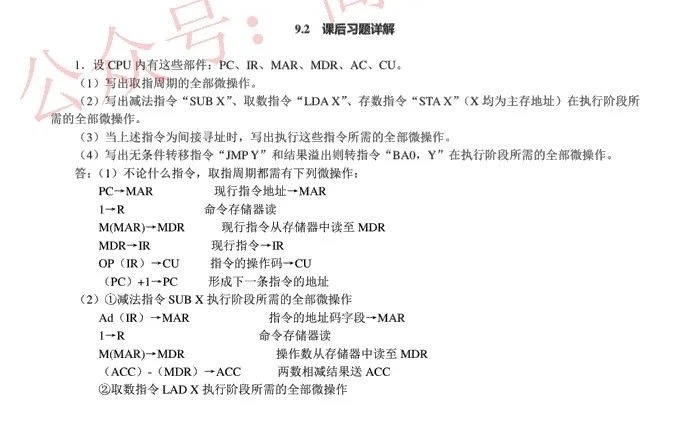 公众号：
9.2 课后习题详解
1．设 CPU 内有这些部件：PC、IR、MAR、MDR、AC、CU。
（1）写出取指周期的全部微操作。
（2）写出减法指令“SUB X”、取数指令“LDA X”、存数指令“STA X”（X 均为主存地址）在执行阶段所
需的全部微操作。
（3）当上述指令为间接寻址时，写出执行这些指令所需的全部微操作。
（4）写出无条件转移指令“JMP Y”和结果溢出则转指令“BA0，Y”在执行阶段所需的全部微操作。
答：（1）不论什么指令，取指周期都需有下列微操作：
PC→MAR 现行指令地址→MAR
1→R 命令存储器读
M(MAR)→MDR 现行指令从存储器中读至 MDR
MDR→IR 现行指令→IR
OP（IR）→CU 指令的操作码→CU
（PC）+1→PC 形成下一条指令的地址
（2）①减法指令 SUB X 执行阶段所需的全部微操作
Ad（IR）→MAR 指令的地址码字段→MAR
1→R 命令存储器读
M(MAR)→MDR 操作数从存储器中读至 MDR
（ACC）-（MDR）→ACC 两数相减结果送 ACC
②取数指令 LAD X 执行阶段所需的全部微操作